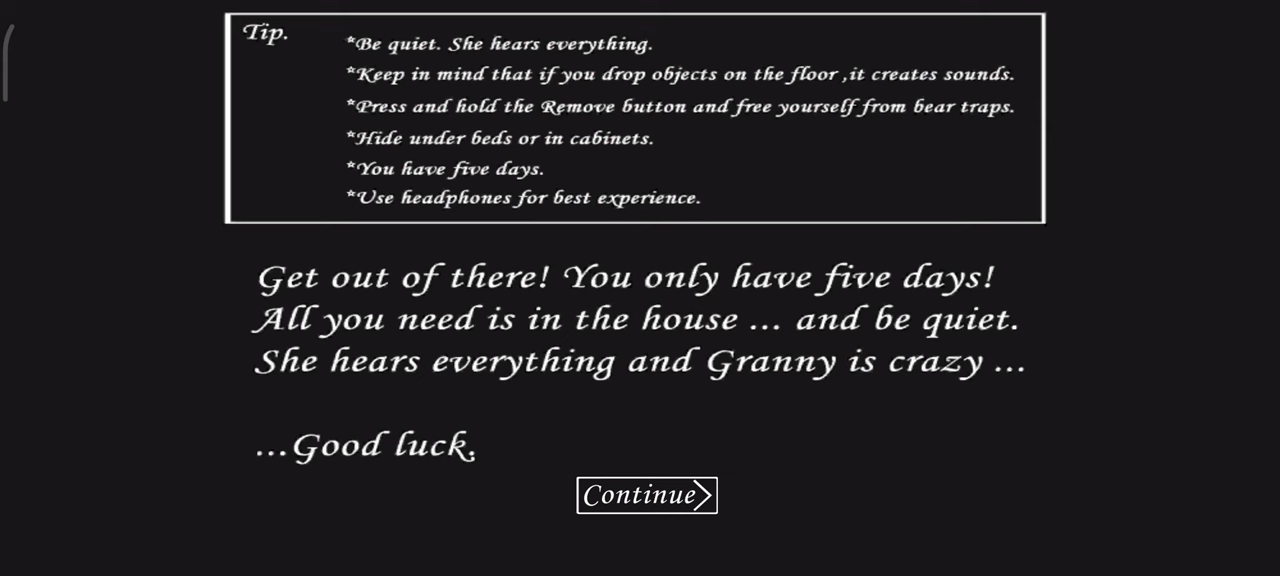 Tip.
*Be quiet. She hears everything.
*Keep in mind that if you drop objects on the floor ,it creates sounds.
*Press and hold the Remove button and free yourself from bear traps.
*Hide under beds or in cabinets.
*You have five days.
*Use headphones for best experience.
Get out of there! You only have five days!
All you need is in the house ... and be quiet.
She hears everything and Granny is crazy ...
...Good luck.
Continue